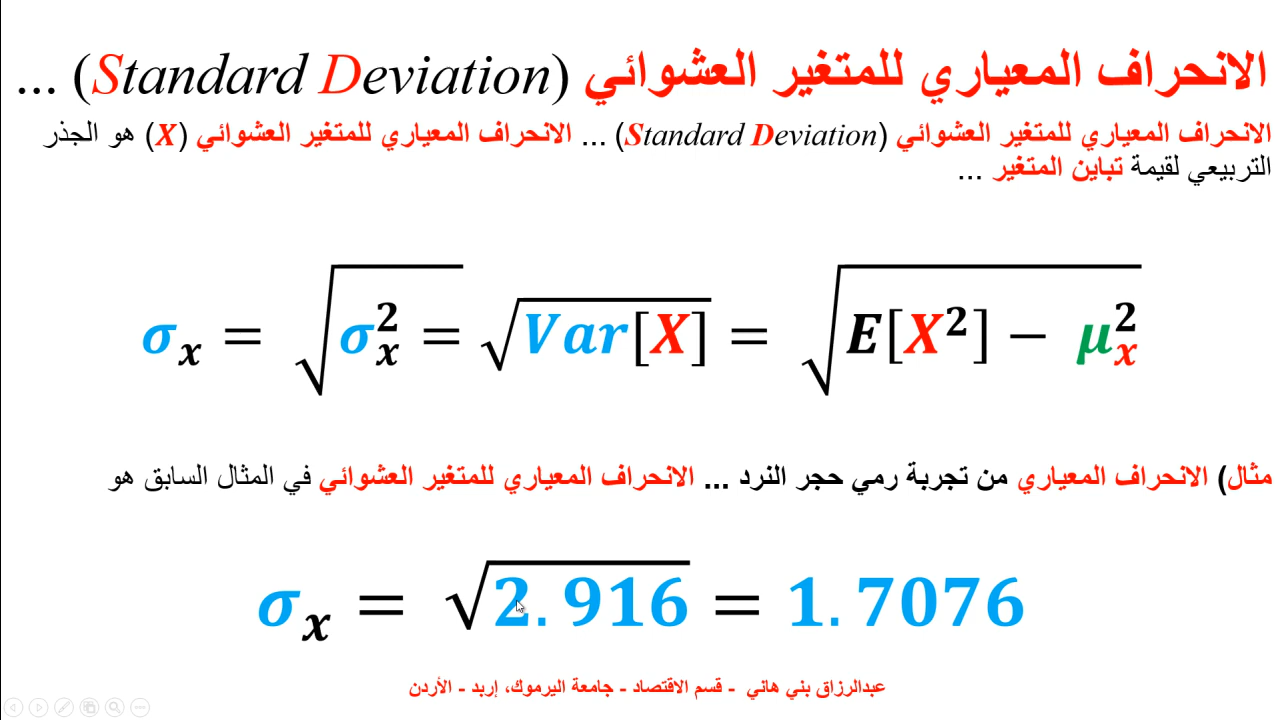 الانحراف المعياري للمتغير العشوائي (Standard Deviation) ...
الانحراف المعياري للمتغير العشوائي (Standard Deviation) ... الانحراف المعياري للمتغير العشوائي (X) هو الجذر
التربيعي لقيمة تباين المتغير ...
σₓ = √σₓ² = √Var[X] = √E[X²] − μₓ²
مثال) الانحراف المعياري من تجربة رمي حجر النرد ... الانحراف المعياري للمتغير العشوائي في المثال السابق هو
σₓ = √2.916 = 1.7076
عبدالرزاق بني هاني - قسم الاقتصاد - جامعة اليرموك، إربد - الأردن